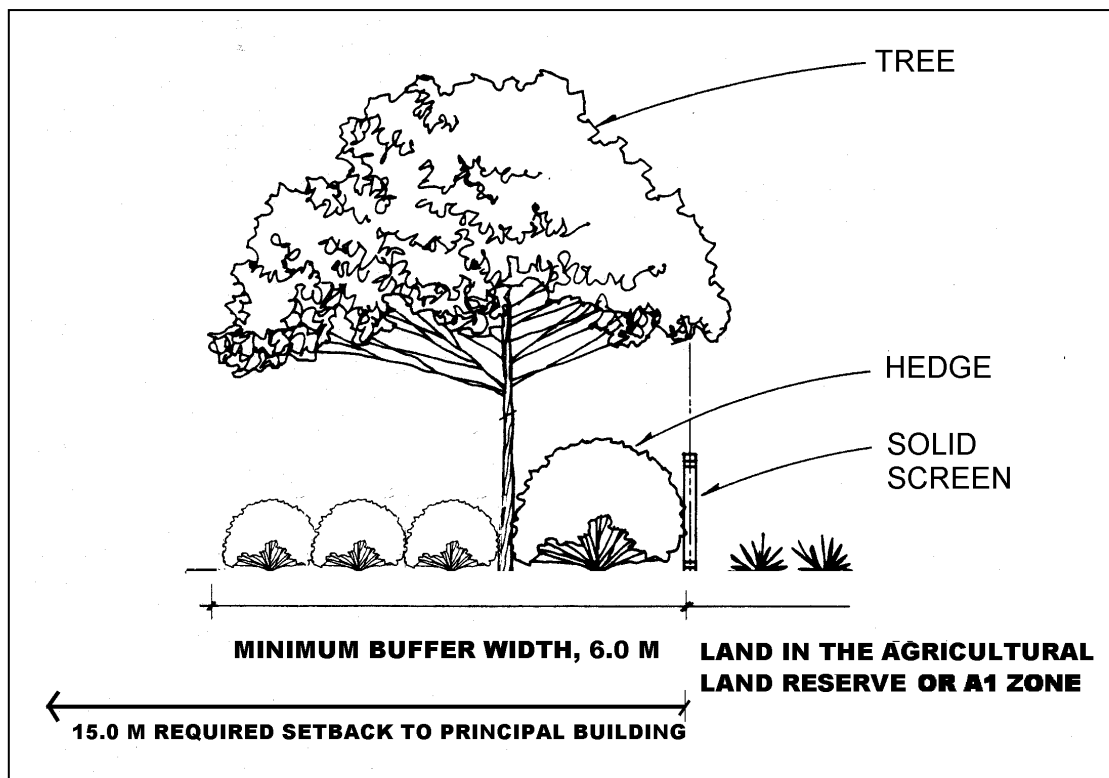 TREE
HEDGE
SOLID
SCREEN
MINIMUM BUFFER WIDTH, 6.0 M
LAND IN THE AGRICULTURAL
LAND RESERVE OR A1 ZONE
15.0 M REQUIRED SETBACK TO PRINCIPAL BUILDING